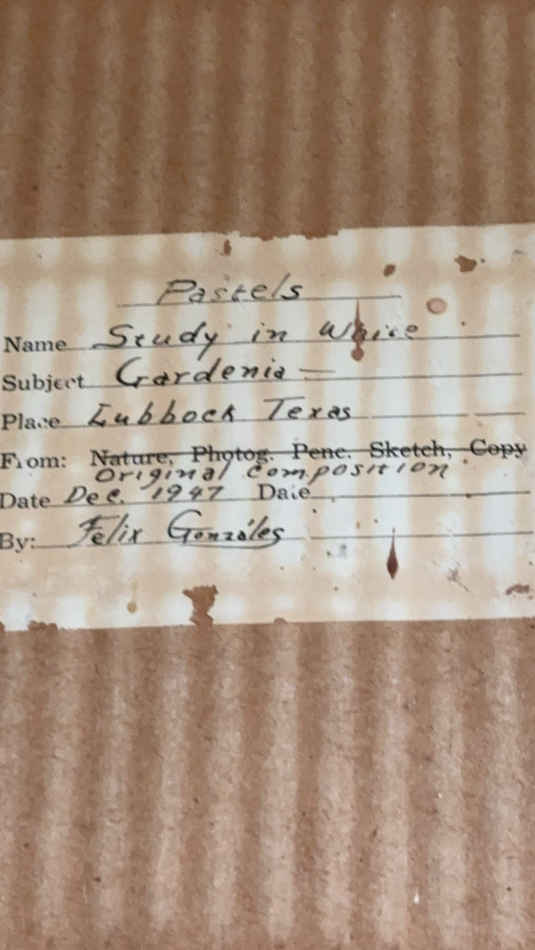 Pastels
Name Study in White
Subject Gardenia
Place Lubbock Texas
From: Nature, Photog. Penc. Sketch, Copy
Original composition
Date Dec. 1947 Date
By: Felix Gonzáles